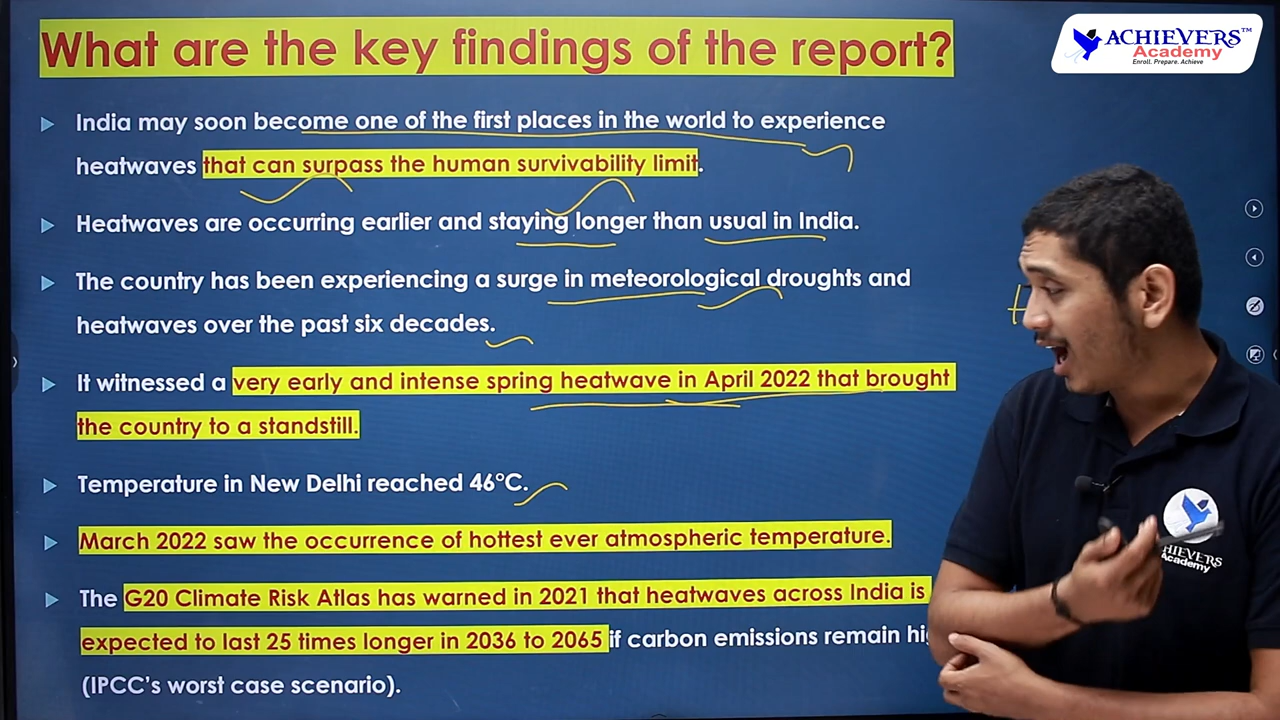 What are the key findings of the report?
ACHIEVERS™
Academy
Enroll. Prepare. Achieve
India may soon become one of the first places in the world to experience
heatwaves that can surpass the human survivability limit.
Heatwaves are occurring earlier and staying longer than usual in India.
The country has been experiencing a surge in meteorological droughts and
heatwaves over the past six decades.
It witnessed a very early and intense spring heatwave in April 2022 that brought
the country to a standstill.
Temperature in New Delhi reached 46°C.
March 2022 saw the occurrence of hottest ever atmospheric temperature.
The G20 Climate Risk Atlas has warned in 2021 that heatwaves across India is
expected to last 25 times longer in 2036 to 2065 if carbon emissions remain
(IPCC's worst case scenario).
Academy